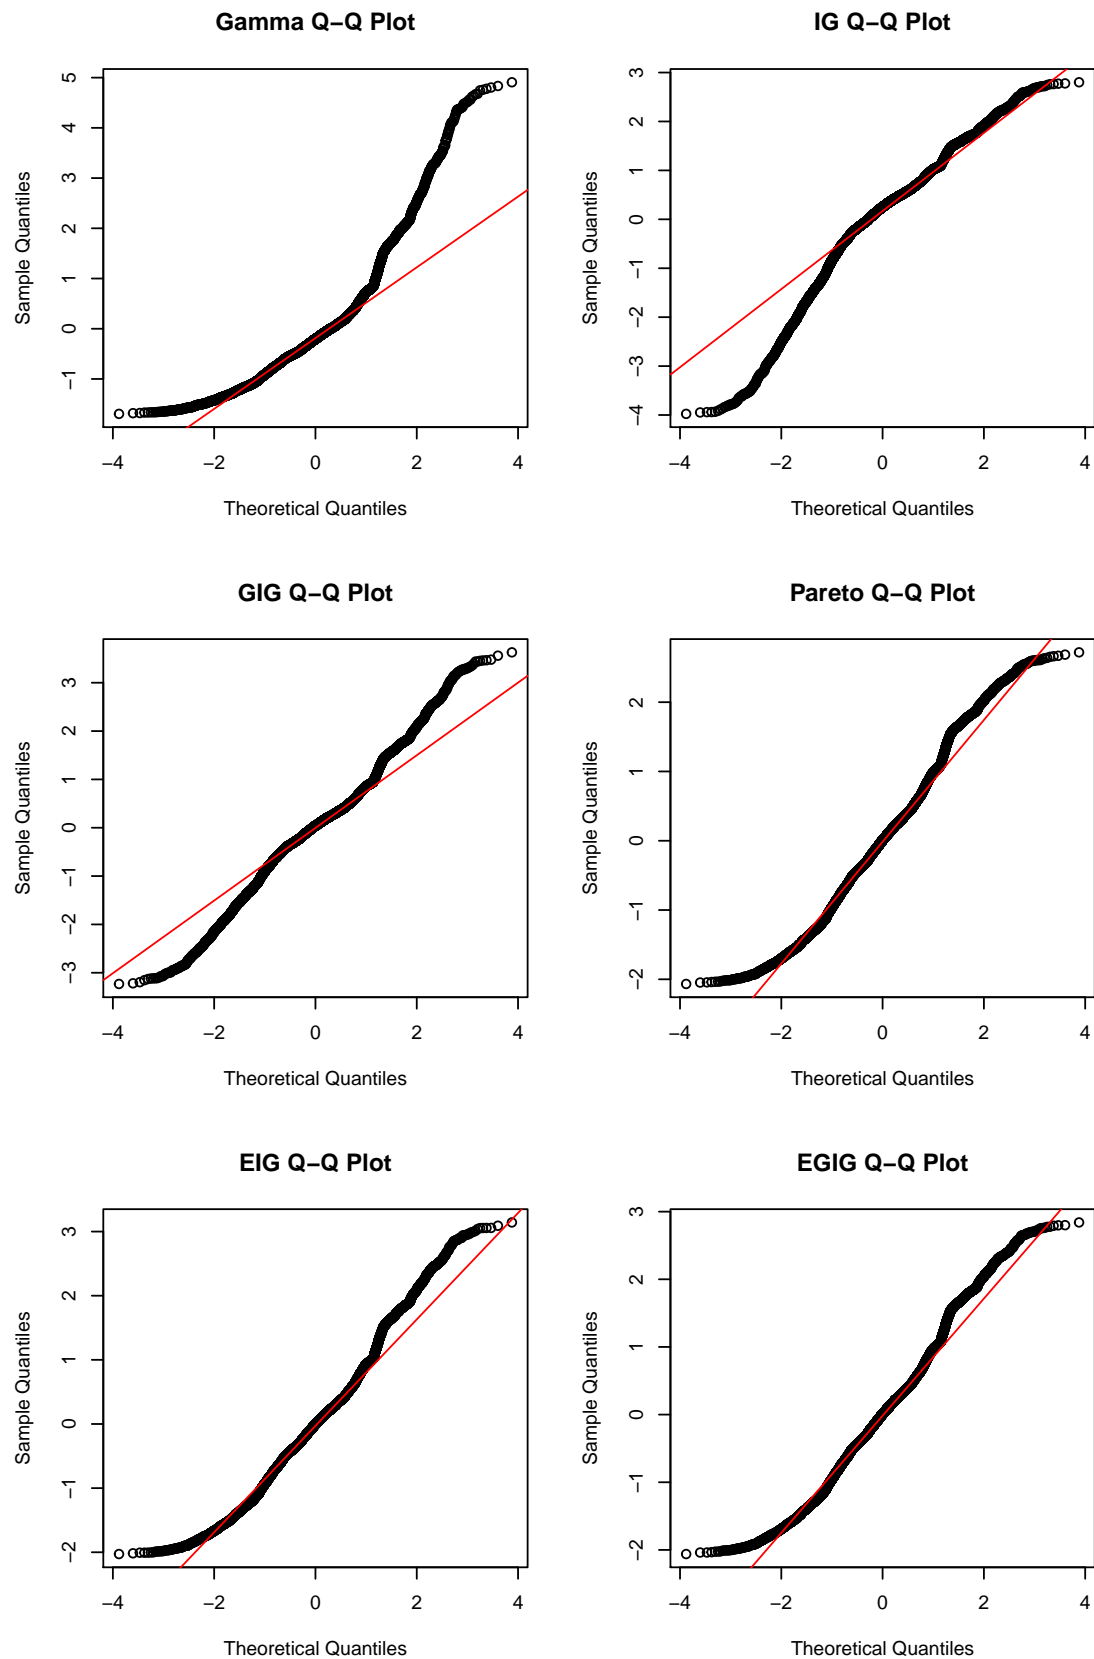 Gamma Q−Q Plot
Sample Quantiles
5
4
3
2
1
0
−1
−4 −2 0 2 4
Theoretical Quantiles
IG Q−Q Plot
Sample Quantiles
3
2
1
0
−1
−2
−3
−4
−4 −2 0 2 4
Theoretical Quantiles
GIG Q−Q Plot
Sample Quantiles
3
2
1
0
−1
−2
−3
−4 −2 0 2 4
Theoretical Quantiles
Pareto Q−Q Plot
Sample Quantiles
2
1
0
−1
−2
−4 −2 0 2 4
Theoretical Quantiles
EIG Q−Q Plot
Sample Quantiles
3
2
1
0
−1
−2
−4 −2 0 2 4
Theoretical Quantiles
EGIG Q−Q Plot
Sample Quantiles
3
2
1
0
−1
−2
−4 −2 0 2 4
Theoretical Quantiles